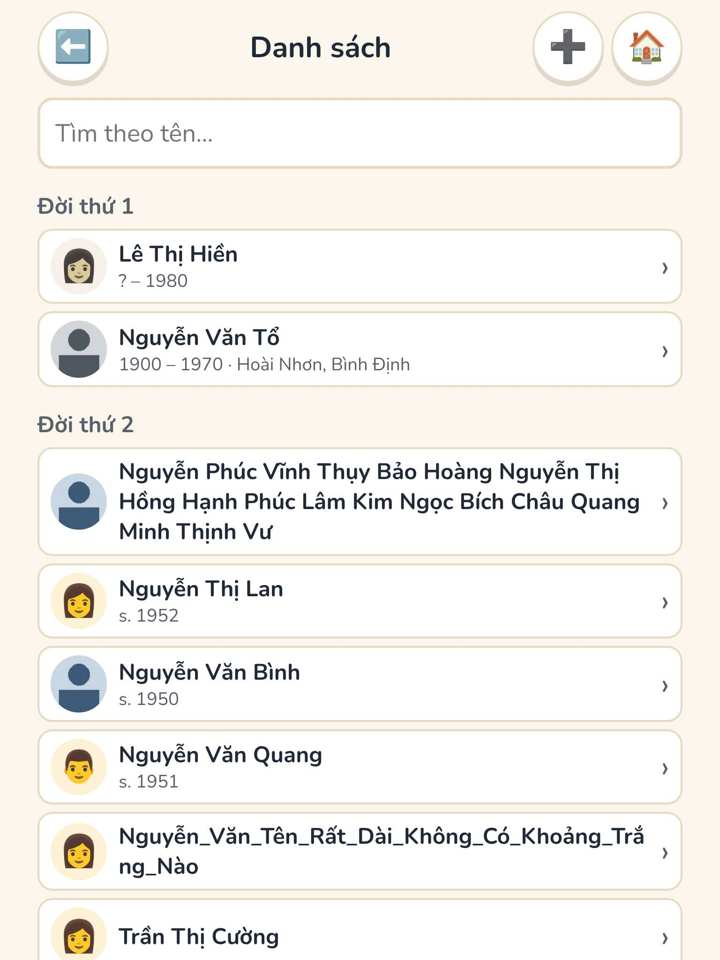 Danh sách
Tìm theo tên...
Đời thứ 1
Lê Thị Hiền
? – 1980
›
Nguyễn Văn Tổ
1900 – 1970 · Hoài Nhơn, Bình Định
›
Đời thứ 2
Nguyễn Phúc Vĩnh Thụy Bảo Hoàng Nguyễn Thị
Hồng Hạnh Phúc Lâm Kim Ngọc Bích Châu Quang
Minh Thịnh Vư
›
Nguyễn Thị Lan
s. 1952
›
Nguyễn Văn Bình
s. 1950
›
Nguyễn Văn Quang
s. 1951
›
Nguyễn_Văn_Tên_Rất_Dài_Không_Có_Khoảng_Trắ
ng_Nào
›
Trần Thị Cường
›